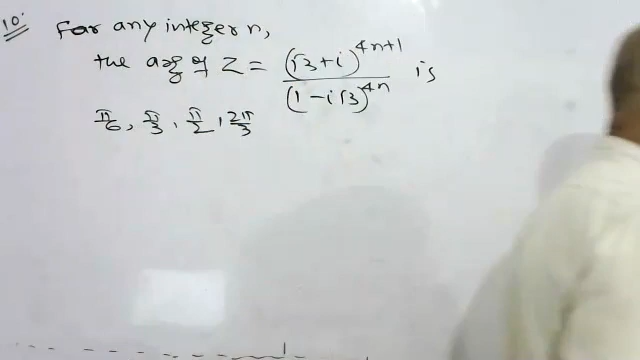 10.
For any integer n,
the arg of Z = (√3+i)^4n+1 / (1-i√3)^4n is
π/6, π/3, π/2, 2π/3